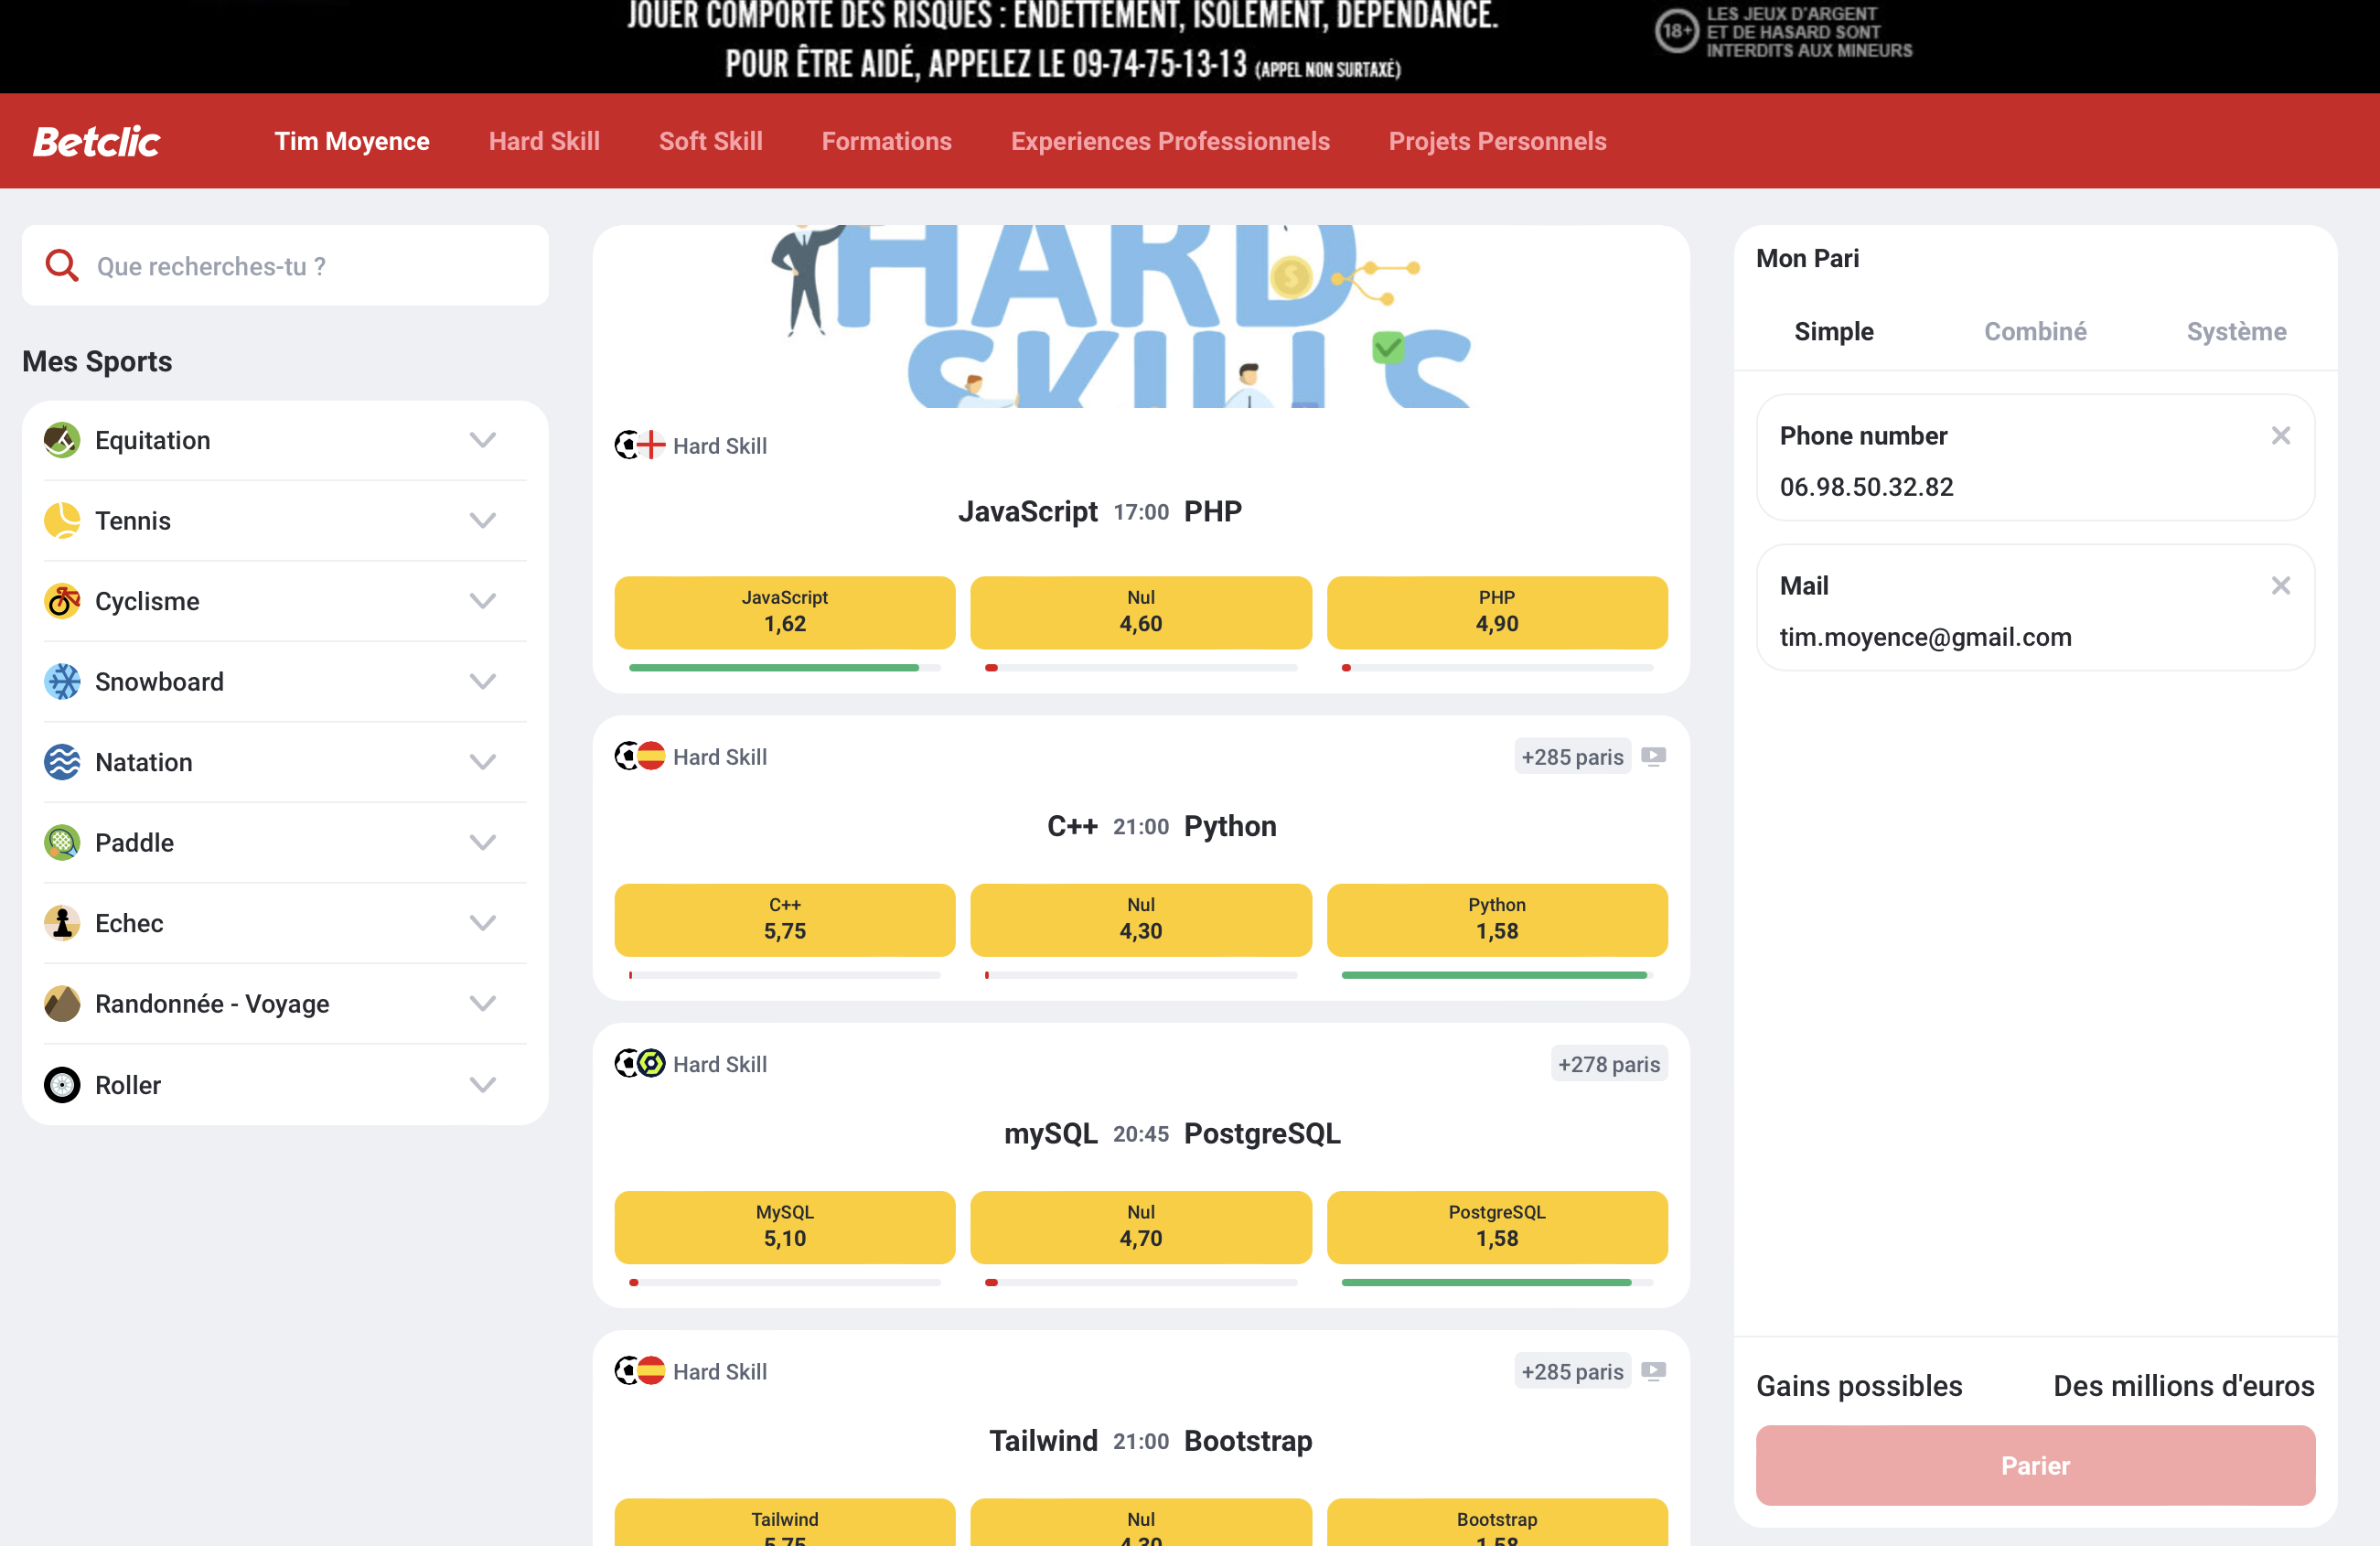 JOUER COMPORTE DES RISQUES : ENDETTEMENT, ISOLEMENT, DÉPENDANCE.
POUR ÊTRE AIDÉ, APPELEZ LE 09-74-75-13-13 (APPEL NON SURTAXÉ)
18+
LES JEUX D'ARGENT
ET DE HASARD SONT
INTERDITS AUX MINEURS
Betclic
Tim Moyence
Hard Skill
Soft Skill
Formations
Experiences Professionnels
Projets Personnels
Que recherches-tu ?
Mes Sports
Equitation
Tennis
Cyclisme
Snowboard
Natation
Paddle
Echec
Randonnée - Voyage
Roller
HARD
SKILLS
Hard Skill
JavaScript 17:00 PHP
JavaScript
1,62
Nul
4,60
PHP
4,90
Hard Skill
+285 paris
C++ 21:00 Python
C++
5,75
Nul
4,30
Python
1,58
Hard Skill
+278 paris
mySQL 20:45 PostgreSQL
MySQL
5,10
Nul
4,70
PostgreSQL
1,58
Hard Skill
+285 paris
Tailwind 21:00 Bootstrap
Tailwind
5,75
Nul
4,30
Bootstrap
1,58
Mon Pari
Simple
Combiné
Système
Phone number
06.98.50.32.82
Mail
tim.moyence@gmail.com
Gains possibles
Des millions d'euros
Parier